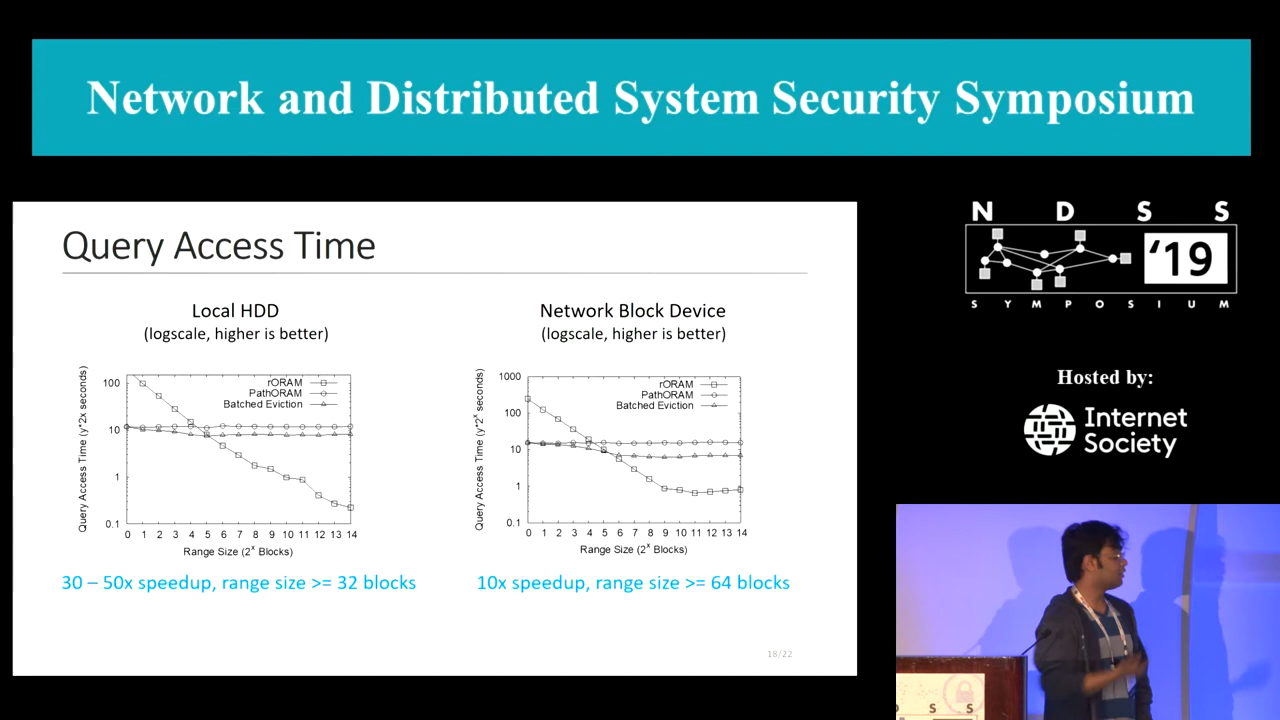 Network and Distributed System Security Symposium
Query Access Time
Local HDD
(logscale, higher is better)
Query Access Time (y*2x seconds)
100
10
1
0.1
rORAM
PathORAM
Batched Eviction
0 1 2 3 4 5 6 7 8 9 10 11 12 13 14
Range Size (2^x Blocks)
30 – 50x speedup, range size >= 32 blocks
Network Block Device
(logscale, higher is better)
Query Access Time (y*2^x seconds)
1000
100
10
1
0.1
rORAM
PathORAM
Batched Eviction
0 1 2 3 4 5 6 7 8 9 10 11 12 13 14
Range Size (2^x Blocks)
10x speedup, range size >= 64 blocks
18/22
N D S S
'19
S Y M P O S I U M
Hosted by:
Internet
Society
D S S